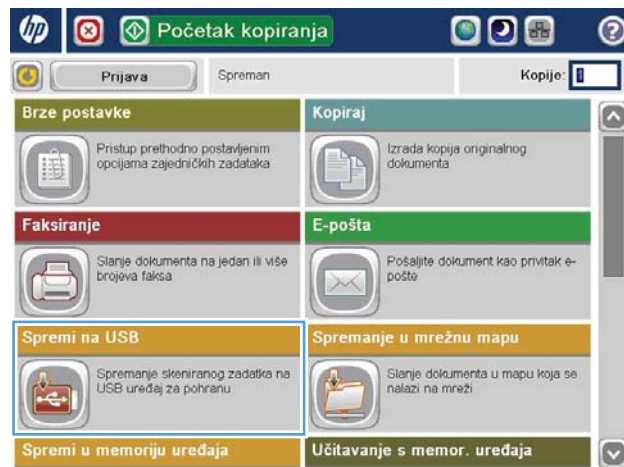 hp Početak kopiranja ?
Prijava Spreman Kopije: 1
Brze postavke
Pristup prethodno postavljenim
opcijama zajedničkih zadataka
Kopiraj
Izrada kopija originalnog
dokumenta
Faksiranje
Slanje dokumenta na jedan ili više
brojeva faksa
E-pošta
Pošaljite dokument kao privitak e-
pošte
Spremi na USB
Spremanje skeniranog zadatka na
USB uređaj za pohranu
Spremanje u mrežnu mapu
Slanje dokumenta u mapu koja se
nalazi na mreži
Spremi u memoriju uređaja
Učitavanje s memor. uređaja